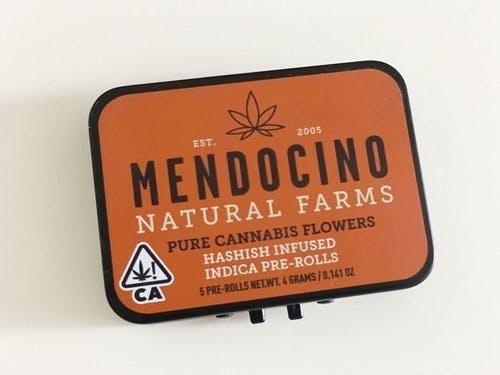 EST. 2005
MENDOCINO
NATURAL FARMS
PURE CANNABIS FLOWERS
HASHISH INFUSED
INDICA PRE-ROLLS
5 PRE-ROLLS NET.WT. 4 GRAMS / 0.141 OZ
!
CA